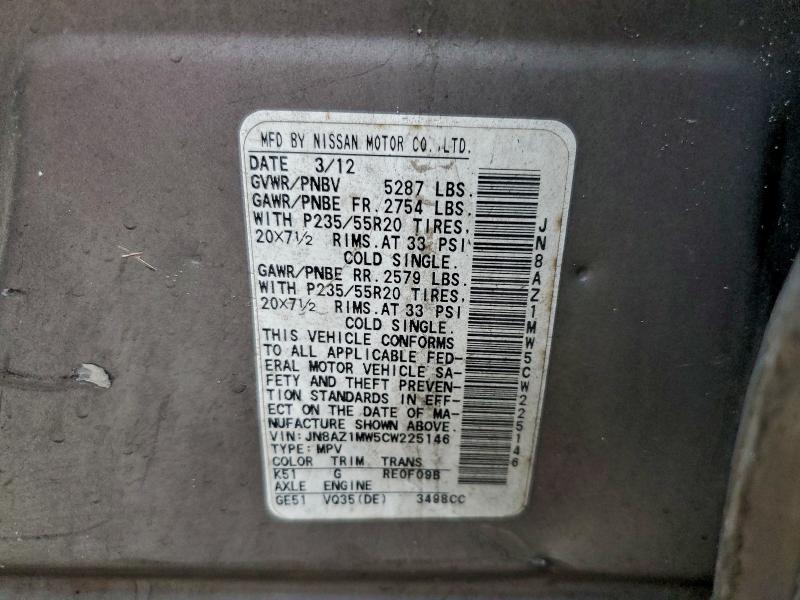 MFD BY NISSAN MOTOR CO.,LTD.
DATE 3/12
GVWR/PNBV 5287 LBS.
GAWR/PNBE FR. 2754 LBS.
WITH P235/55R20 TIRES,
20×7½ RIMS. AT 33 PSI
COLD SINGLE.
GAWR/PNBE RR. 2579 LBS.
WITH P235/55R20 TIRES,
20×7½ RIMS. AT 33 PSI
COLD SINGLE.
THIS VEHICLE CONFORMS
TO ALL APPLICABLE FED-
ERAL MOTOR VEHICLE SA-
FETY AND THEFT PREVEN-
TION STANDARDS IN EFF-
ECT ON THE DATE OF MA-
NUFACTURE SHOWN ABOVE.
VIN: JN8AZ1MW5CW225146
TYPE: MPV
COLOR TRIM TRANS
K51 G RE0F09B
AXLE ENGINE
GE51 VQ35(DE) 3498CC
JN8AZ1MW5CW225146